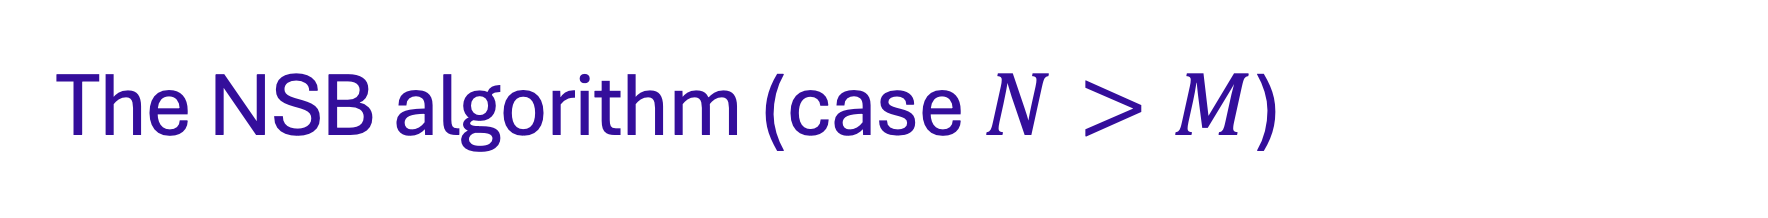 The NSB algorithm (case N > M)